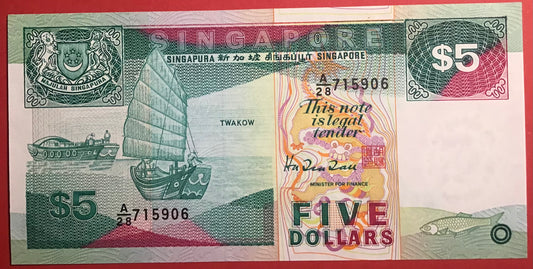 SINGAPORE
SINGAPURA 新加坡 சிங்கப்பூர் SINGAPORE
MAJULAH SINGAPURA
$5
A/28 715906
This note
is legal
tender
TWAKOW
MINISTER FOR FINANCE
$5
A/28 715906
FIVE
DOLLARS